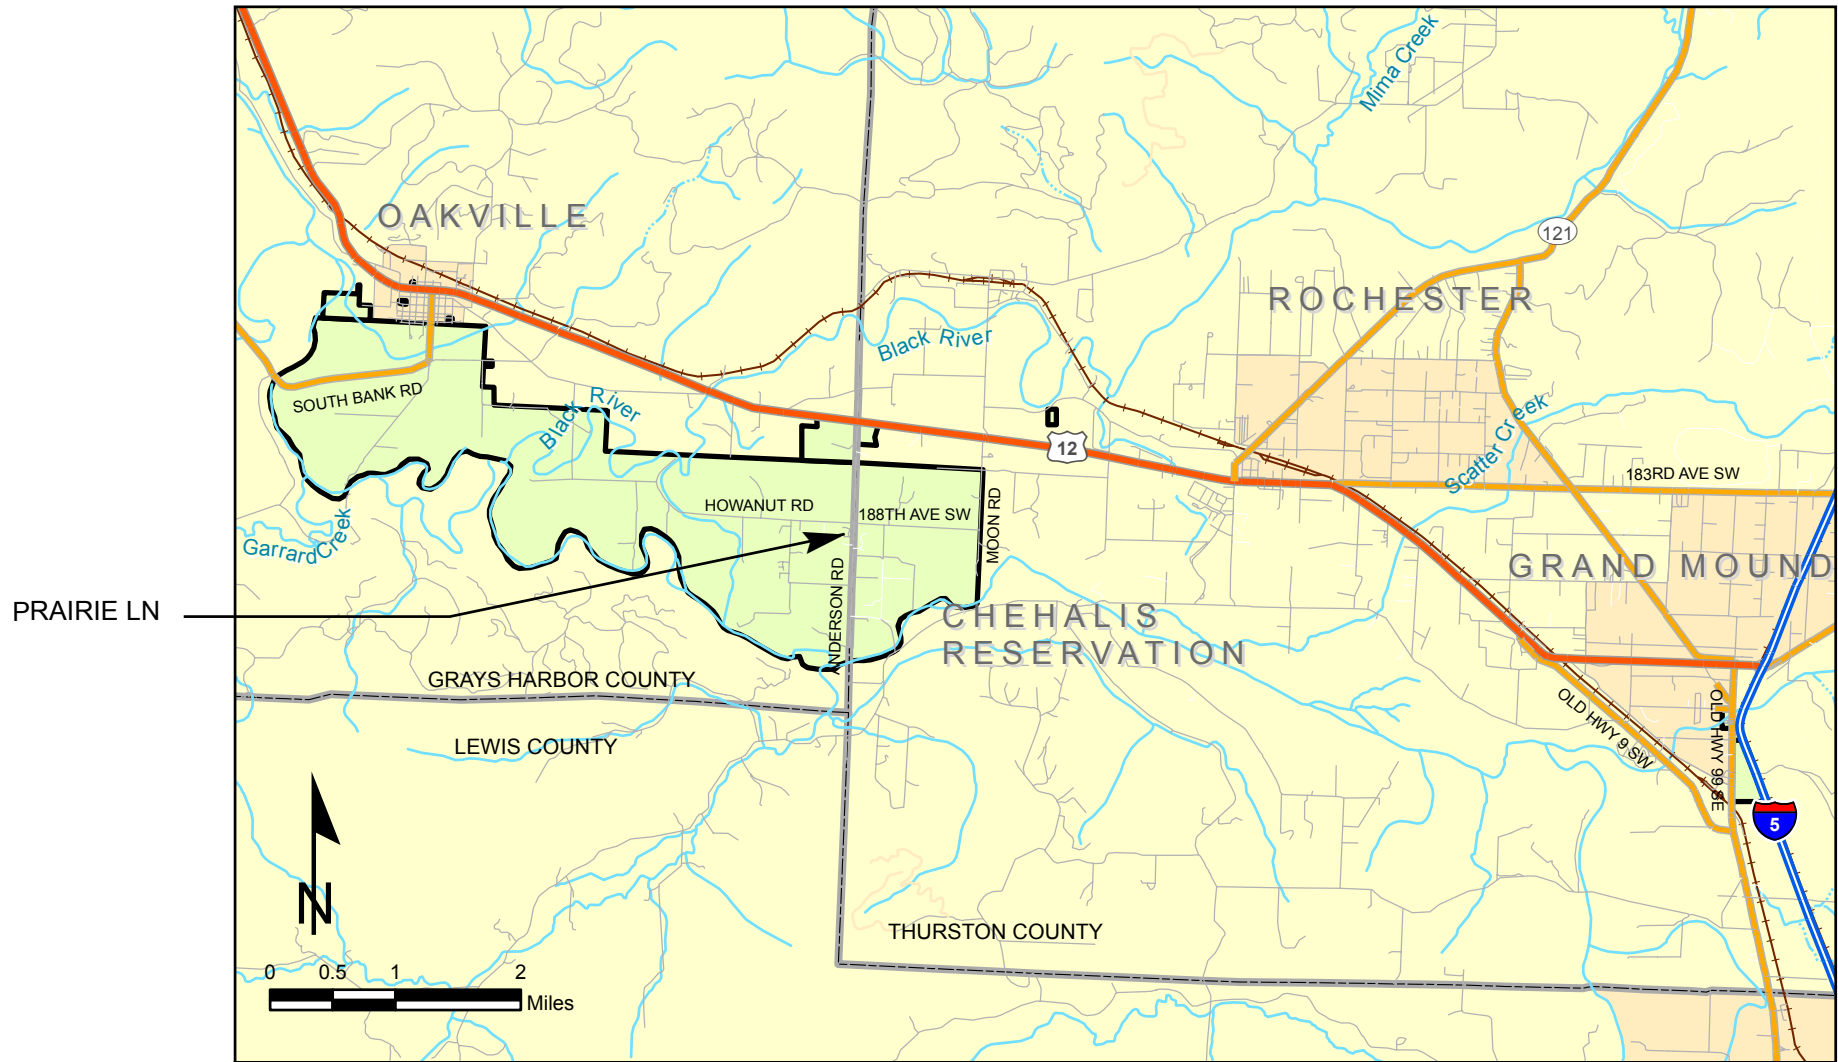 Mima Creek
OAKVILLE
121
ROCHESTER
Black River
SOUTH BANK RD
Black River
12
Scatter Creek
183RD AVE SW
HOWANUT RD
188TH AVE SW
MOON RD
Garrard Creek
GRAND MOUND
PRAIRIE LN
ANDERSON RD
CHEHALIS
RESERVATION
GRAYS HARBOR COUNTY
LEWIS COUNTY
OLD HWY 9 SW
OLD HWY 99 SE
5
N
THURSTON COUNTY
0 0.5 1 2
Miles